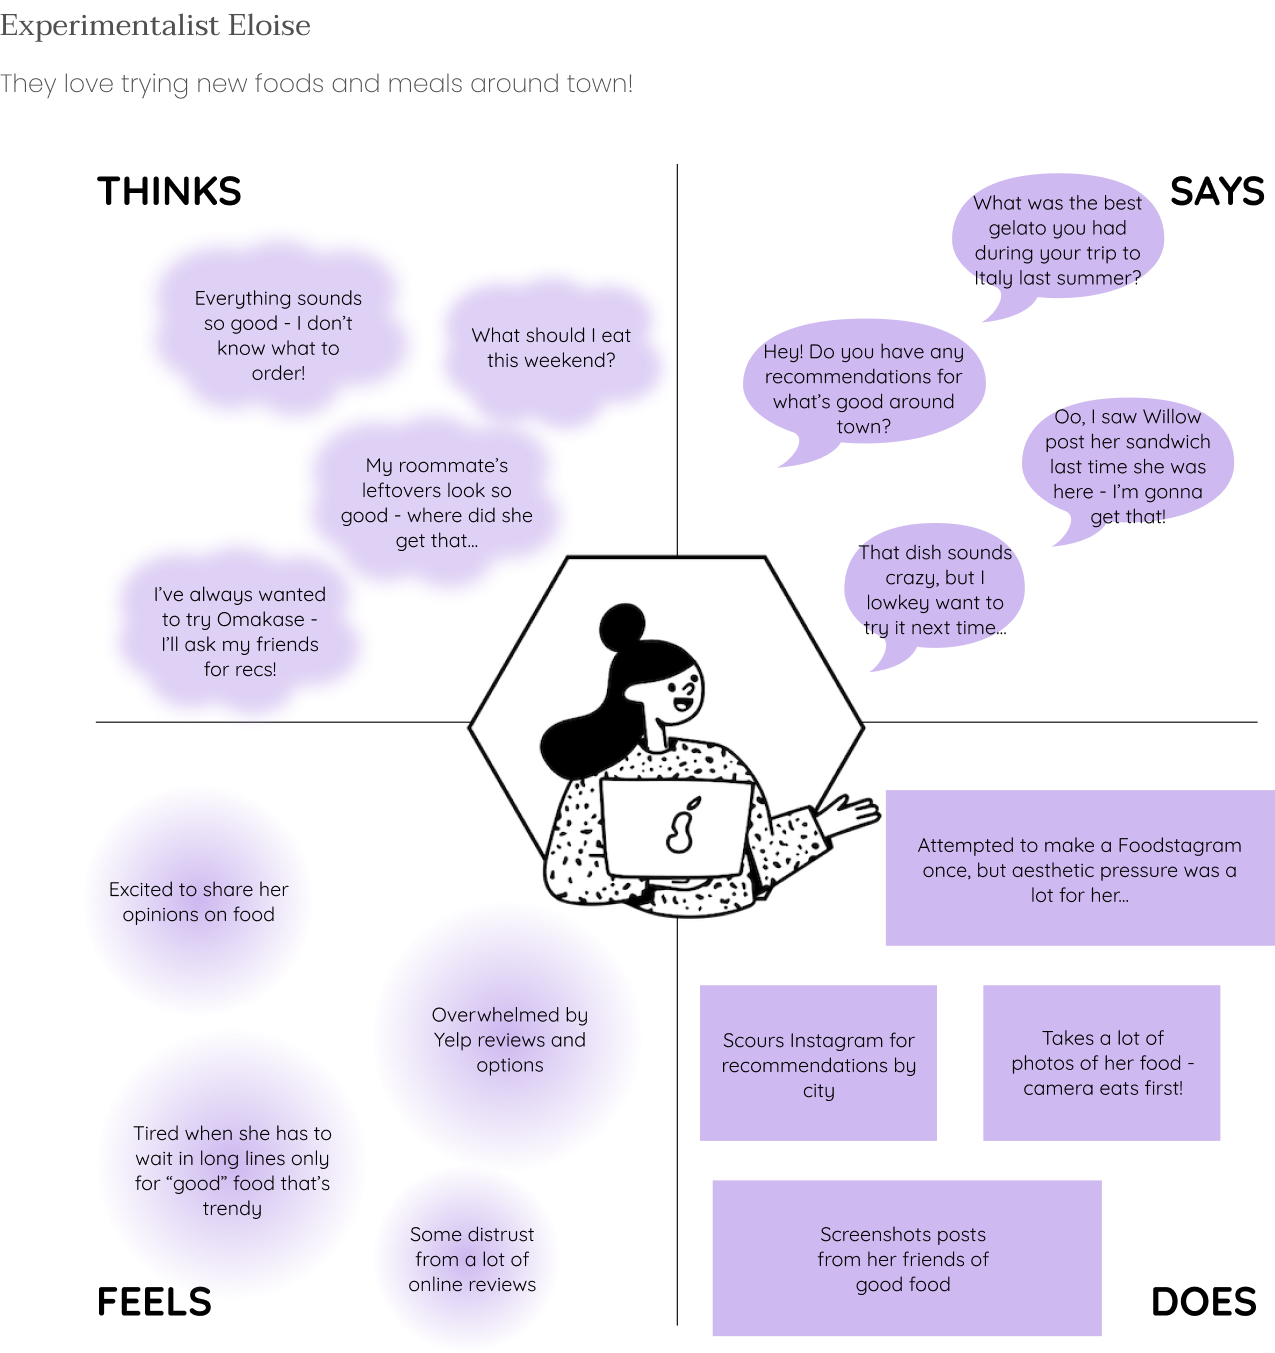 Experimentalist Eloise
They love trying new foods and meals around town!
THINKS
Everything sounds
so good - I don't
know what to
order!
What should I eat
this weekend?
My roommate's
leftovers look so
good - where did she
get that...
I've always wanted
to try Omakase -
I'll ask my friends
for recs!
SAYS
What was the best
gelato you had
during your trip to
Italy last summer?
Hey! Do you have any
recommendations for
what's good around
town?
Oo, I saw Willow
post her sandwich
last time she was
here - I'm gonna
get that!
That dish sounds
crazy, but I
lowkey want to
try it next time...
Excited to share her
opinions on food
Overwhelmed by
Yelp reviews and
options
Tired when she has to
wait in long lines only
for “good” food that's
trendy
Some distrust
from a lot of
online reviews
FEELS
Attempted to make a Foodstagram
once, but aesthetic pressure was a
lot for her...
Scours Instagram for
recommendations by
city
Takes a lot of
photos of her food -
camera eats first!
Screenshots posts
from her friends of
good food
DOES